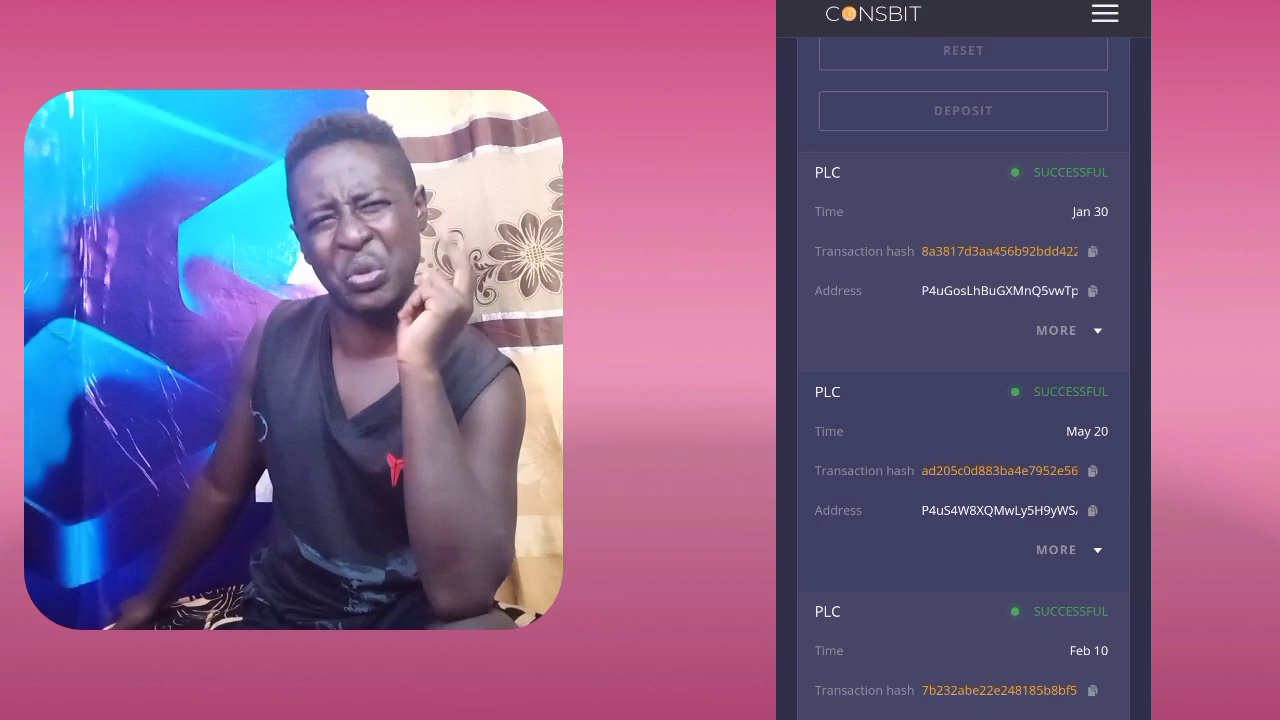 COINSBIT
RESET
DEPOSIT
PLC SUCCESSFUL
Time Jan 30
Transaction hash 8a3817d3aa456b92bdd422
Address P4uGosLhBuGXMnQ5vwTp
MORE
PLC SUCCESSFUL
Time May 20
Transaction hash ad205c0d883ba4e7952e56
Address P4uS4W8XQMwLy5H9yWS
MORE
PLC SUCCESSFUL
Time Feb 10
Transaction hash 7b232abe22e248185b8bf5